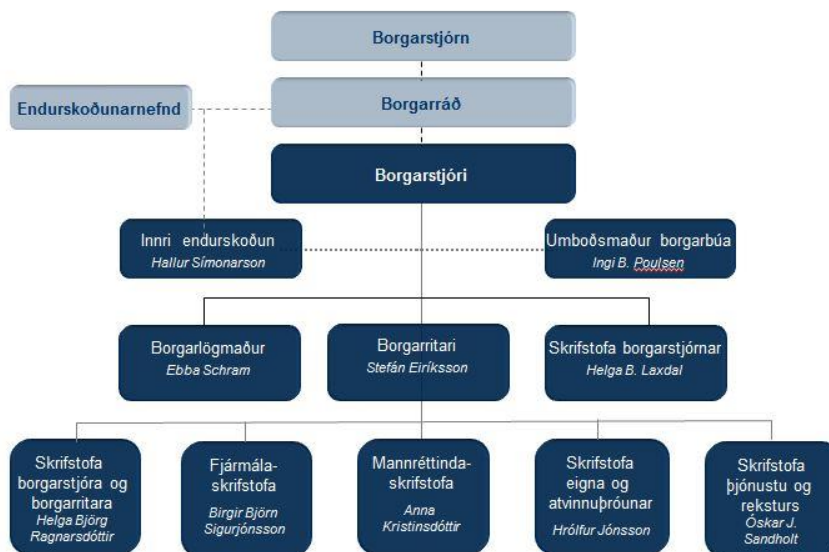 Borgarstjórn
Endurskoðunarnefnd
Borgarráð
Borgarstjóri
Innri endurskoðun
Hallur Símonarson
Umboðsmaður borgarbúa
Ingi B. Poulsen
Borgarlögmaður
Ebba Schram
Borgarritari
Stefán Eiríksson
Skrifstofa borgarstjórnar
Helga B. Laxdal
Skrifstofa
borgarstjóra og
borgarritara
Helga Björg
Ragnarsdóttir
Fjármála-
skrifstofa
Birgir Björn
Sigurjónsson
Mannréttinda-
skrifstofa
Anna
Kristinsdóttir
Skrifstofa
eigna og
atvinnuþróunar
Hrólfur Jónsson
Skrifstofa
þjónustu og
reksturs
Óskar J.
Sandholt